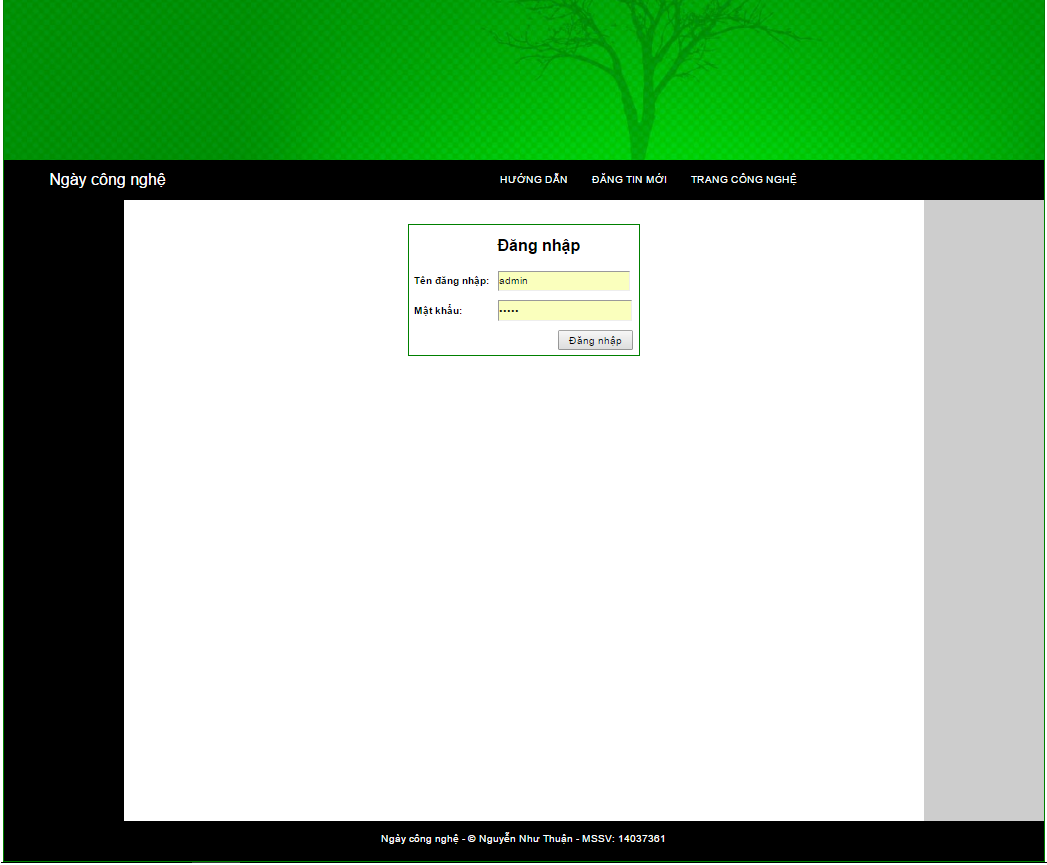 Ngày công nghệ
HƯỚNG DẪN ĐĂNG TIN MỚI TRANG CÔNG NGHỆ
Đăng nhập
Tên đăng nhập: admin
Mật khẩu: •••••
Đăng nhập
Ngày công nghệ - © Nguyễn Như Thuận - MSSV: 14037361